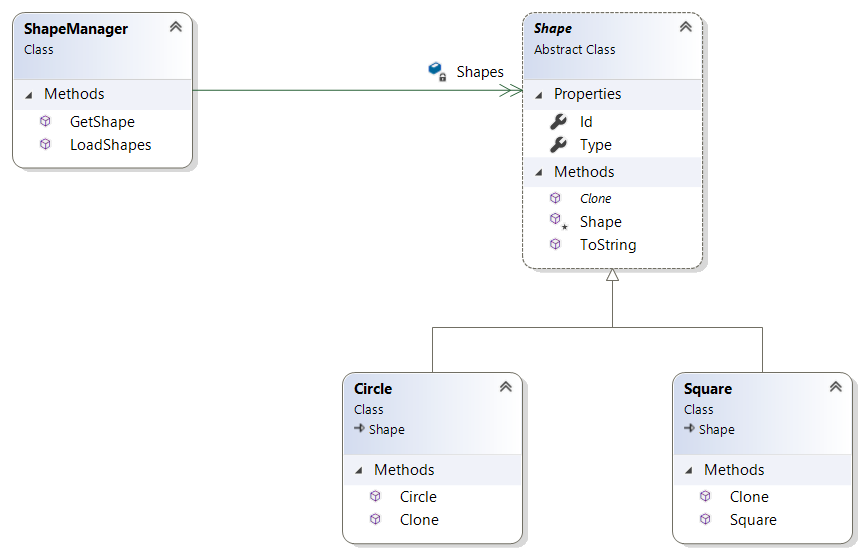 ShapeManager
Class
Methods
GetShape
LoadShapes
Shapes
Shape
Abstract Class
Properties
Id
Type
Methods
Clone
Shape
ToString
Circle
Class
Shape
Methods
Circle
Clone
Square
Class
Shape
Methods
Clone
Square